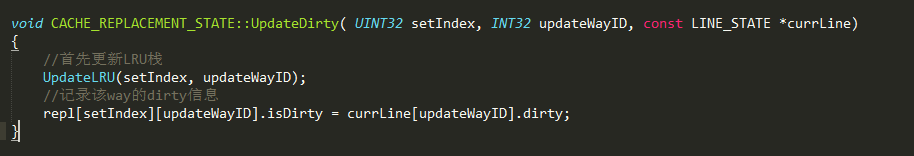 void CACHE_REPLACEMENT_STATE::UpdateDirty( UINT32 setIndex, INT32 updateWayID, const LINE_STATE *currLine)
{
//首先更新LRU栈
UpdateLRU(setIndex, updateWayID);
//记录该way的dirty信息
repl[setIndex][updateWayID].isDirty = currLine[updateWayID].dirty;
}